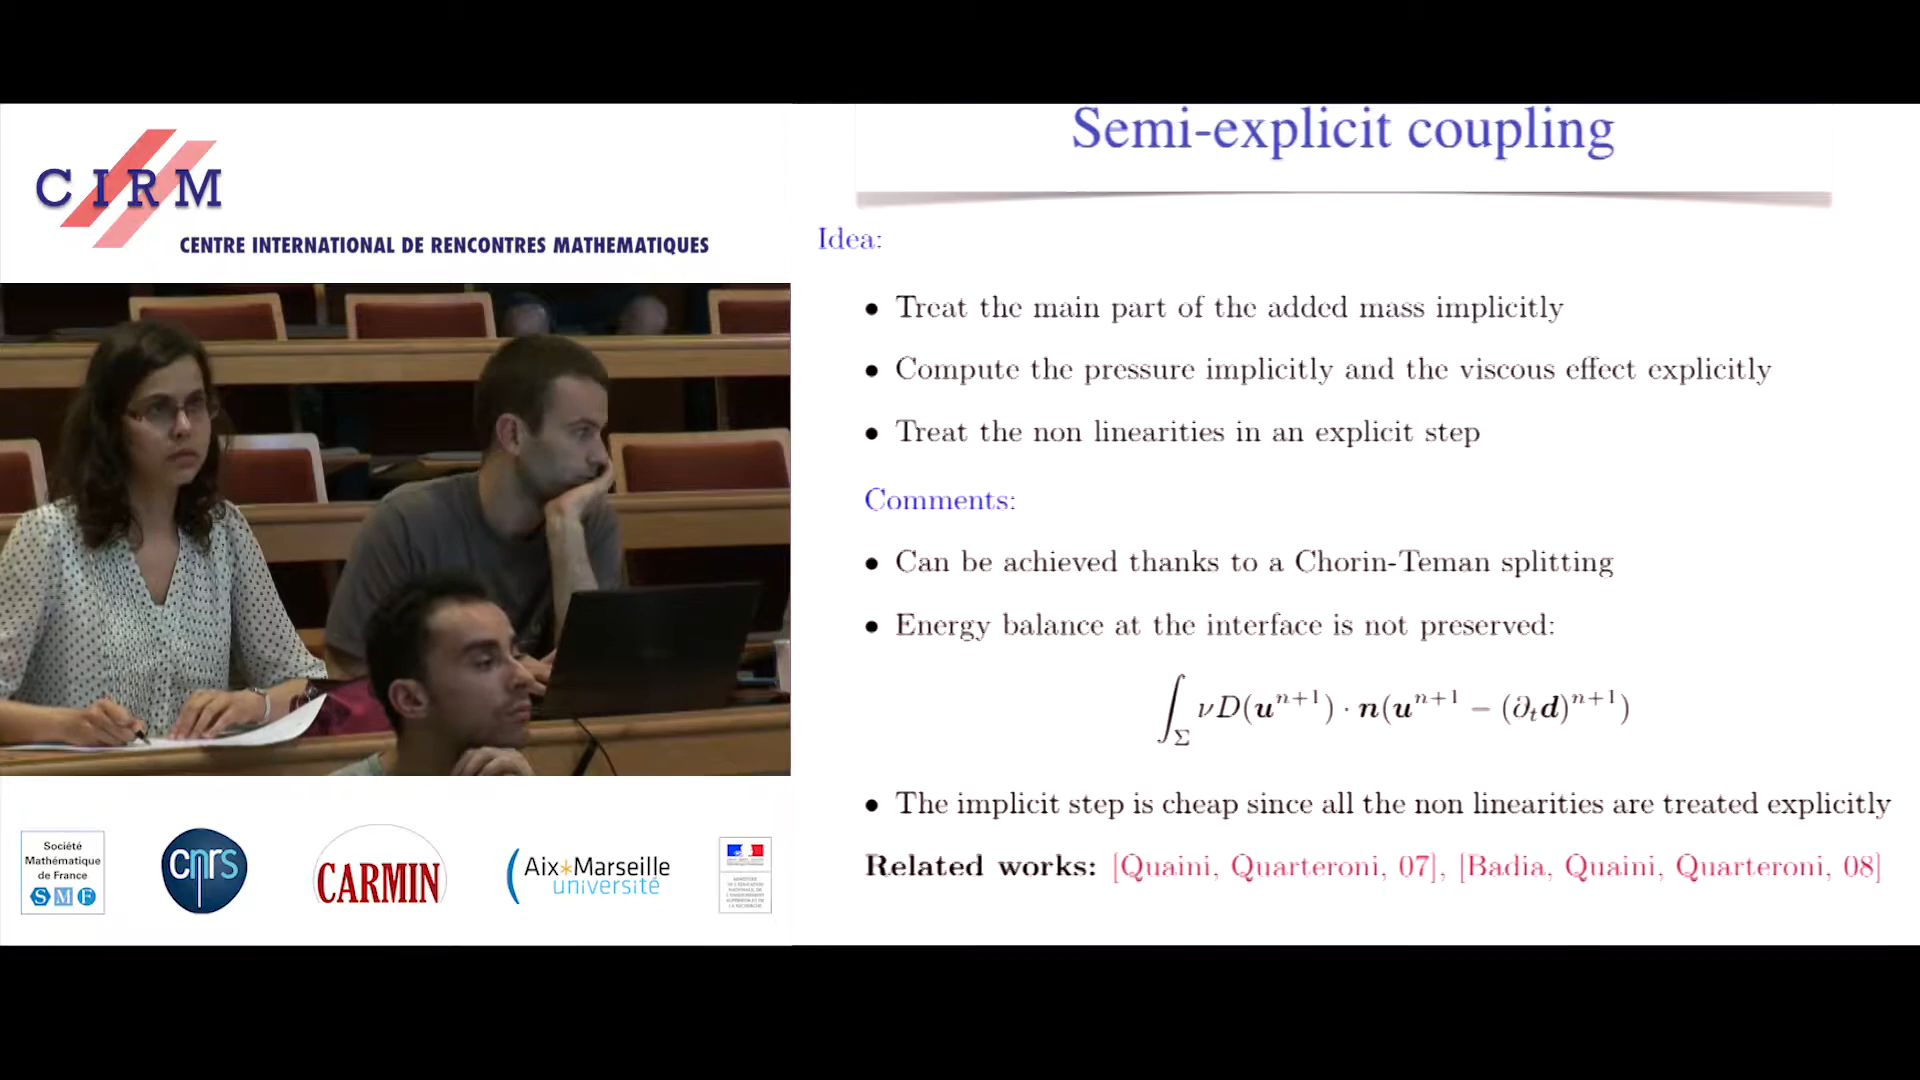 CIRM
CENTRE INTERNATIONAL DE RENCONTRES MATHEMATIQUES
Semi-explicit coupling
Idea:
• Treat the main part of the added mass implicitly
• Compute the pressure implicitly and the viscous effect explicitly
• Treat the non linearities in an explicit step
Comments:
• Can be achieved thanks to a Chorin-Teman splitting
• Energy balance at the interface is not preserved:
∫_Σ νD(u^{n+1}) · n(u^{n+1} − (∂_t d)^{n+1})
• The implicit step is cheap since all the non linearities are treated explicitly
Related works: [Quaini, Quarteroni, 07], [Badia, Quaini, Quarteroni, 08]
Société
Mathématique
de France
SMF
cnrs
CARMIN
Aix*Marseille
université